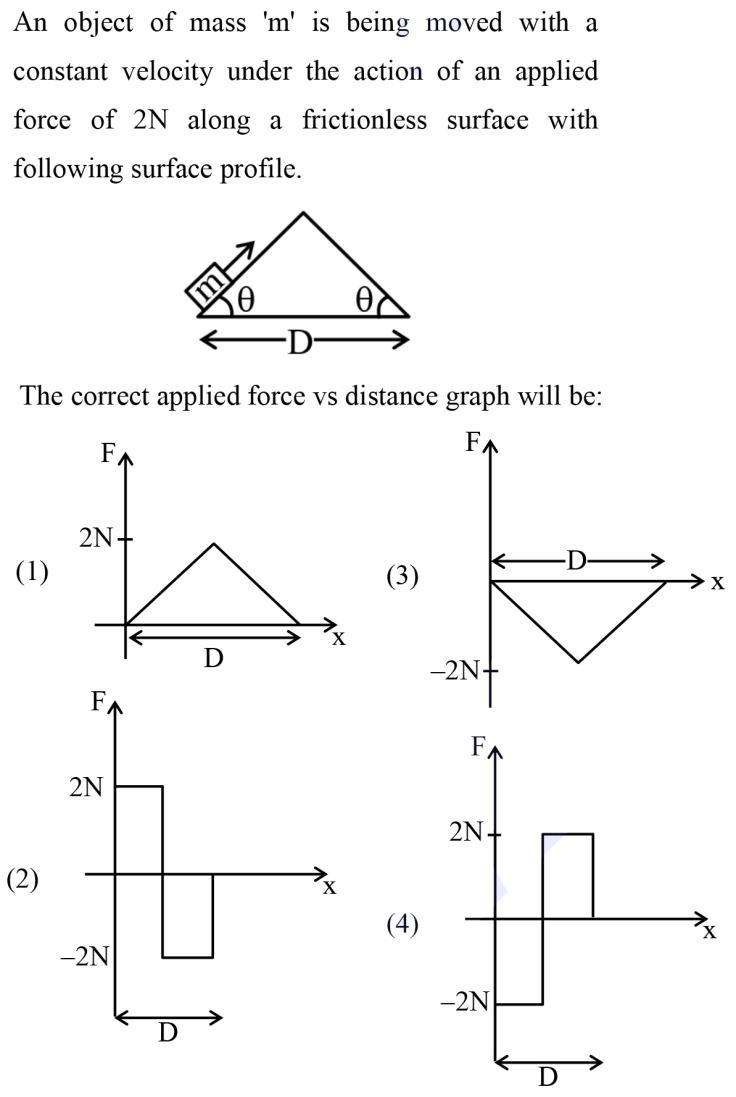 An object of mass 'm' is being moved with a
constant velocity under the action of an applied
force of 2N along a frictionless surface with
following surface profile.
m θ θ
D
The correct applied force vs distance graph will be:
(1)
F
2N
x
D
(3)
F
D
x
–2N
(2)
F
2N
x
–2N
D
(4)
F
2N
x
–2N
D